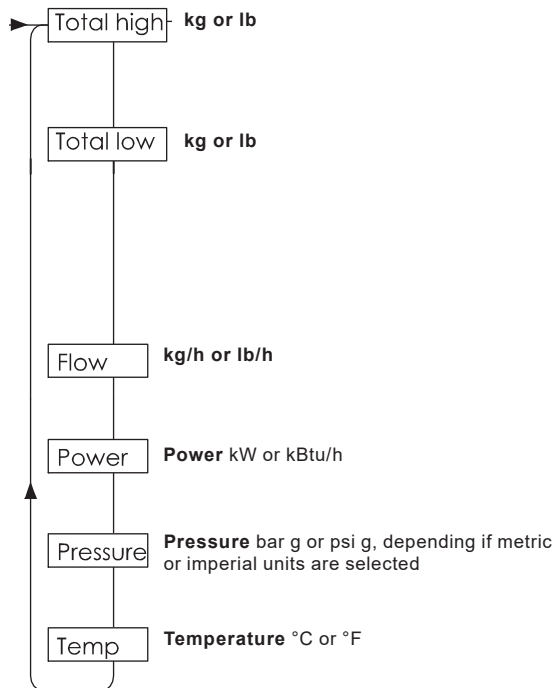 Total high kg or lb
Total low kg or lb
Flow kg/h or lb/h
Power Power kW or kBtu/h
Pressure Pressure bar g or psi g, depending if metric
or imperial units are selected
Temp Temperature °C or °F